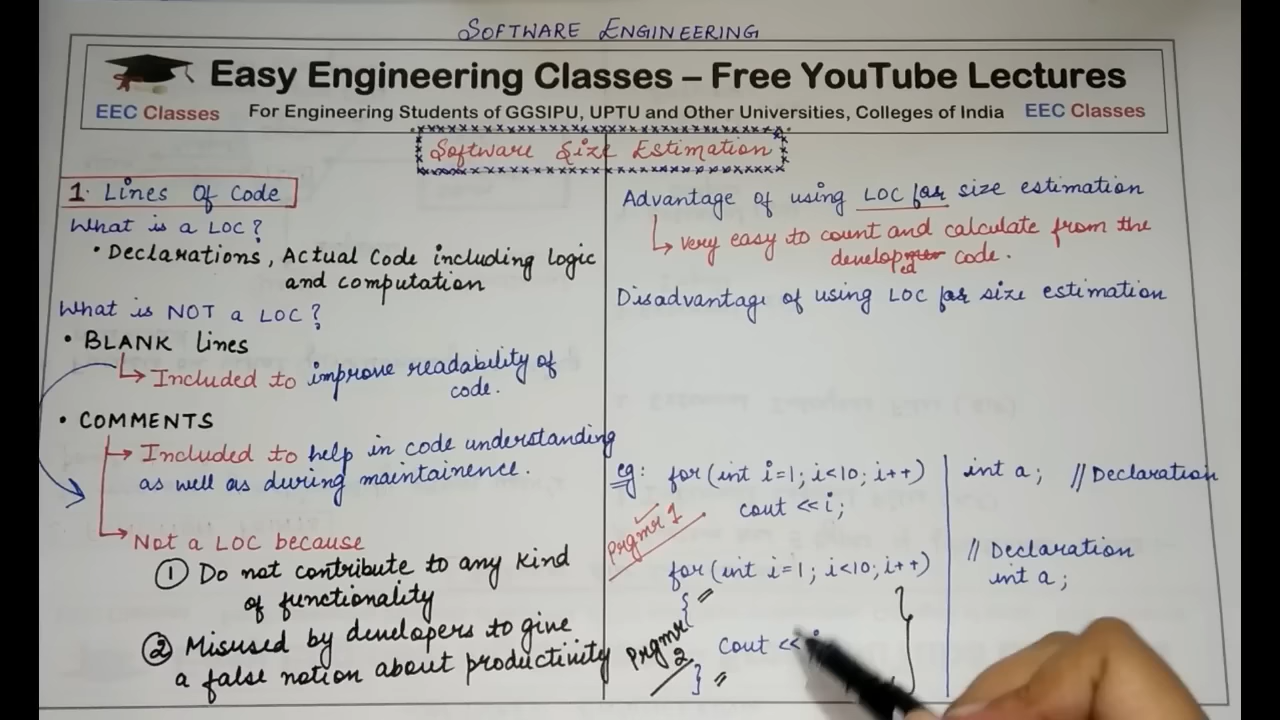 SOFTWARE ENGINEERING
Easy Engineering Classes – Free YouTube Lectures
EEC Classes For Engineering Students of GGSIPU, UPTU and Other Universities, Colleges of India EEC Classes
Software Size Estimation
1. Lines Of Code
What is a LOC?
• Declarations, Actual Code including logic
and computation
What is NOT a LOC?
• BLANK lines
Included to improve readability of
code.
• COMMENTS
Included to help in code understanding
as well as during maintainence.
Not a LOC because
① Do not contribute to any kind
of functionality
② Misused by developers to give
a false notion about productivity
Advantage of using LOC for size estimation
very easy to count and calculate from the
developed code.
Disadvantage of using LOC for size estimation
eg: for(int i=1; i<10; i++)
cout <<i;
Prgmr 1
for(int i=1; i<10; i++)
{
cout <<
}
Prgmr
2
int a; // Declaration
// Declaration
int a;